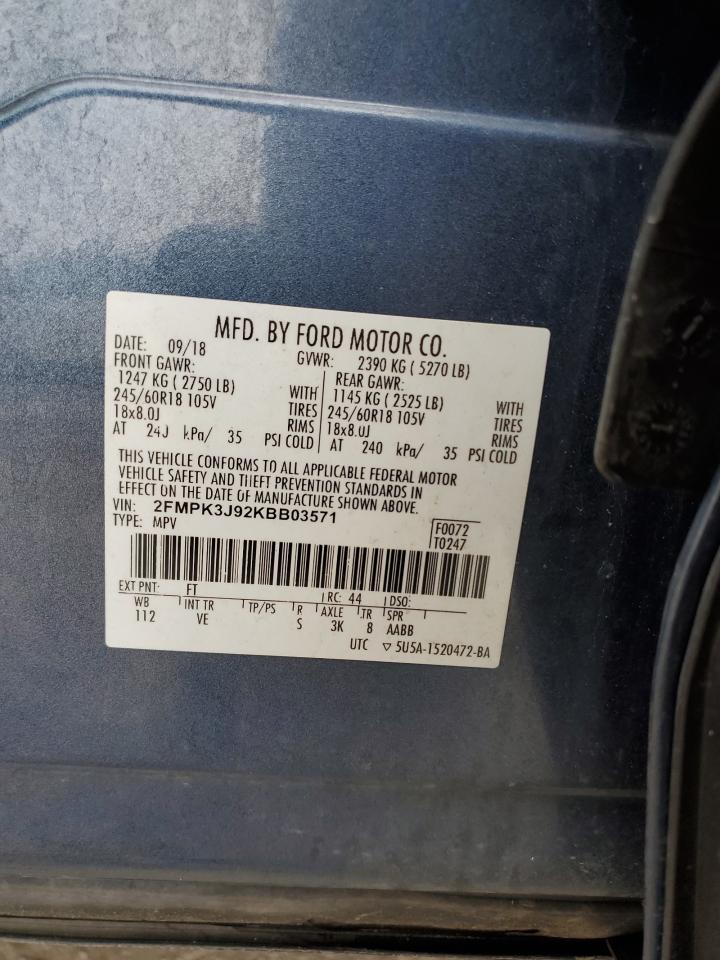 MFD. BY FORD MOTOR CO.
DATE: 09/18 GVWR: 2390 KG ( 5270 LB)
FRONT GAWR: REAR GAWR:
1247 KG ( 2750 LB) WITH 1145 KG ( 2525 LB) WITH
245/60R18 105V TIRES 245/60R18 105V TIRES
18x8.0J RIMS 18x8.0J RIMS
AT 24J kPa/ 35 PSI COLD AT 240 kPa/ 35 PSI COLD
THIS VEHICLE CONFORMS TO ALL APPLICABLE FEDERAL MOTOR
VEHICLE SAFETY AND THEFT PREVENTION STANDARDS IN
EFFECT ON THE DATE OF MANUFACTURE SHOWN ABOVE.
VIN: 2FMPK3J92KBB03571 F0072
TYPE: MPV T0247
EXT PNT: FT RC: 44 DSO:
WB INT TR TP/PS R AXLE TR SPR
112 VE S 3K 8 AABB
UTC ▽ 5U5A-1520472-BA